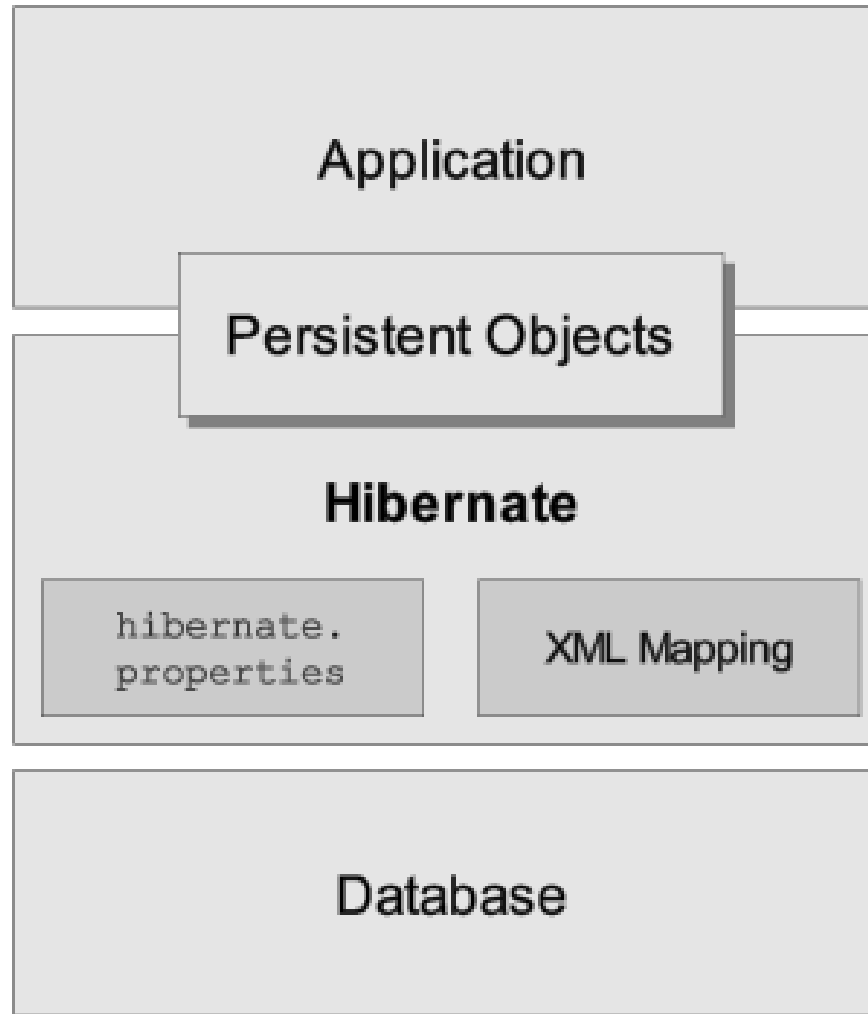 Application
Persistent Objects
Hibernate
hibernate.
properties
XML Mapping
Database